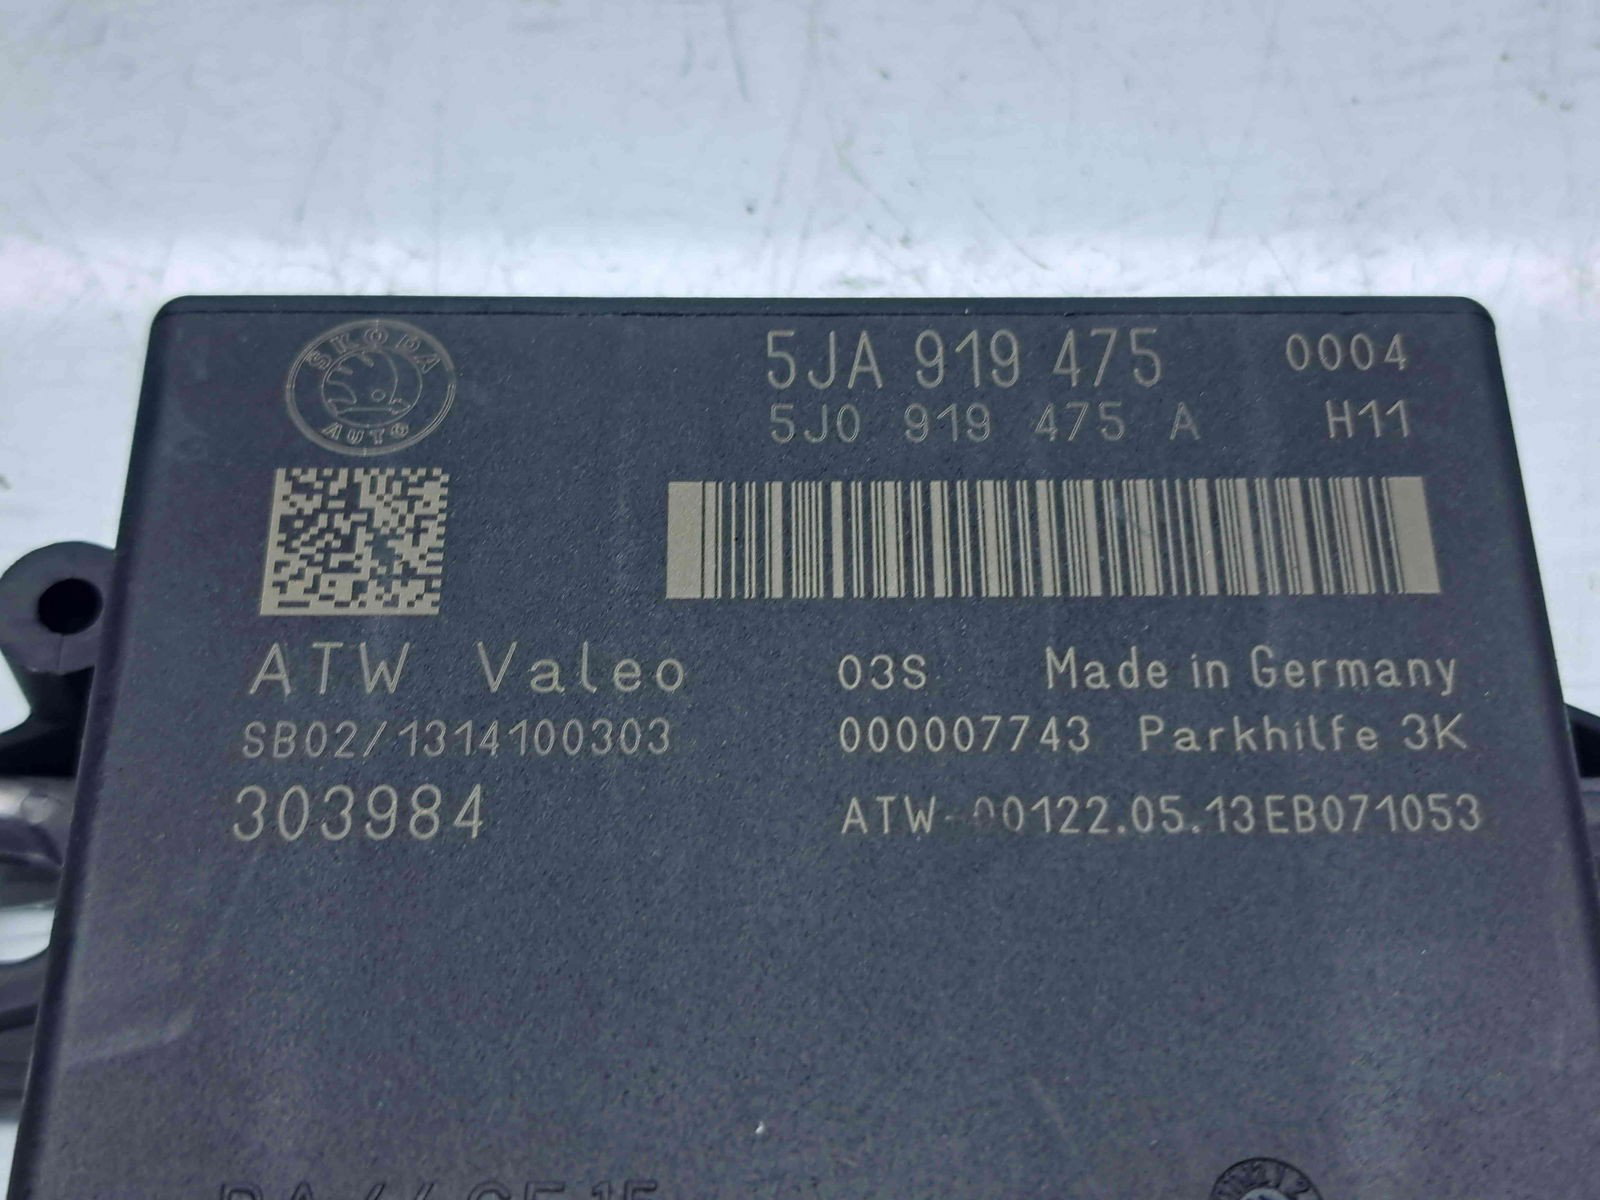 SKODA
AUTO
5JA 919 475 0004
5J0 919 475 A H11
ATW Valeo 03S Made in Germany
SB02/1314100303 000007743 Parkhilfe 3K
303984 ATW-00122.05.13EB071053